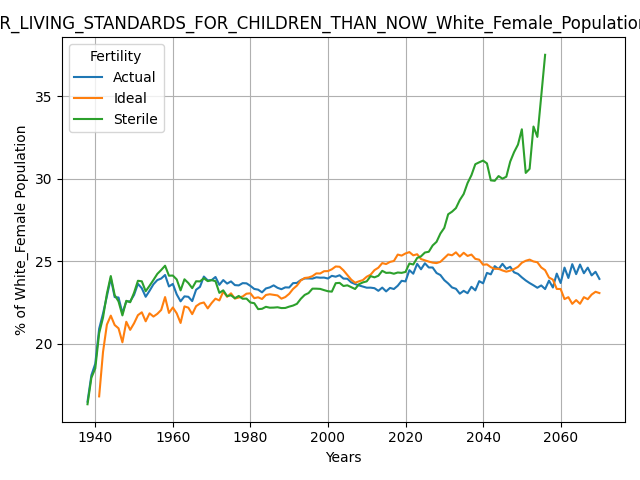 R_LIVING_STANDARDS_FOR_CHILDREN_THAN_NOW_White_Female_Population
Fertility
Actual
Ideal
Sterile
% of White_Female Population
35
30
25
20
1940 1960 1980 2000 2020 2040 2060
Years